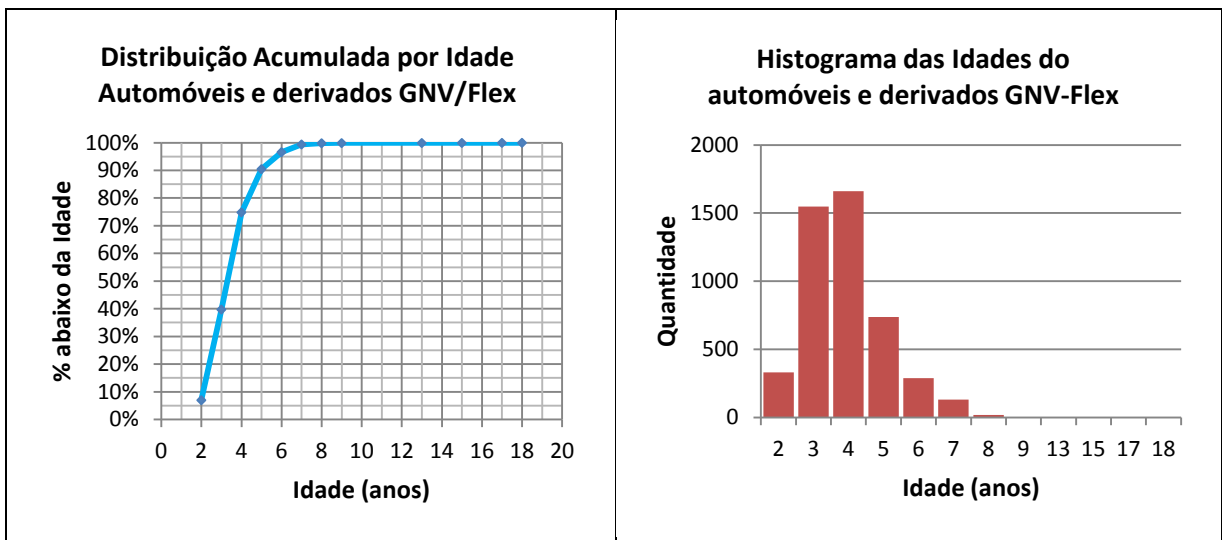 Distribuição Acumulada por Idade
Automóveis e derivados GNV/Flex
% abaixo da Idade
100%
90%
80%
70%
60%
50%
40%
30%
20%
10%
0%
0 2 4 6 8 10 12 14 16 18 20
Idade (anos)
Histograma das Idades do
automóveis e derivados GNV-Flex
Quantidade
2000
1500
1000
500
0
2 3 4 5 6 7 8 9 13 15 17 18
Idade (anos)